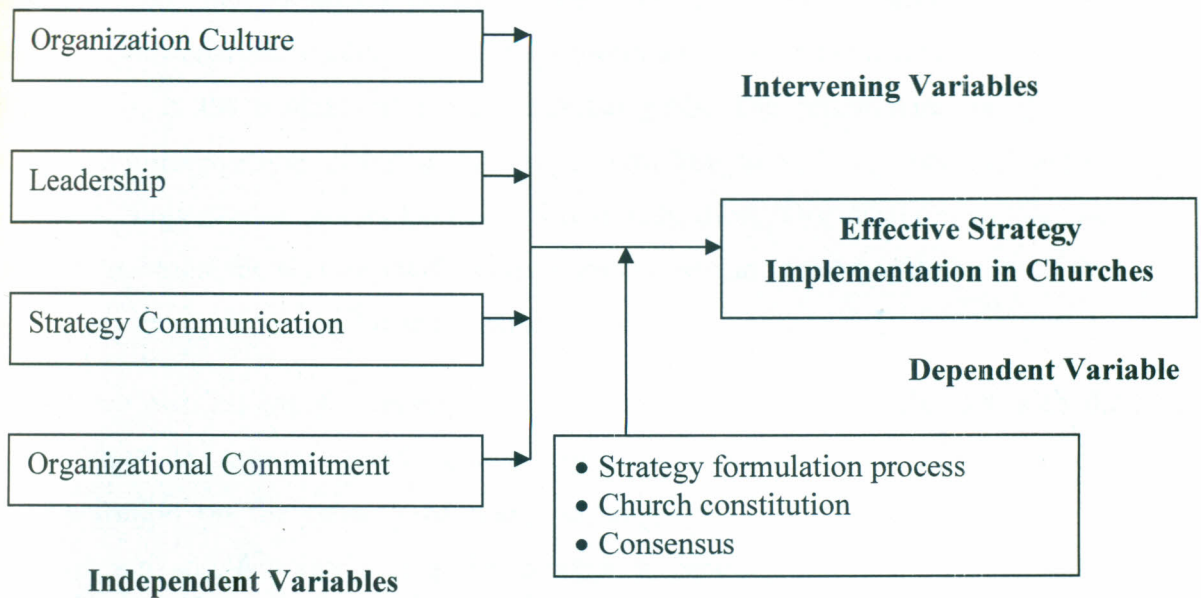 Organization Culture
Intervening Variables
Leadership
Effective Strategy
Implementation in Churches
Strategy Communication
Dependent Variable
Organizational Commitment
• Strategy formulation process
• Church constitution
• Consensus
Independent Variables